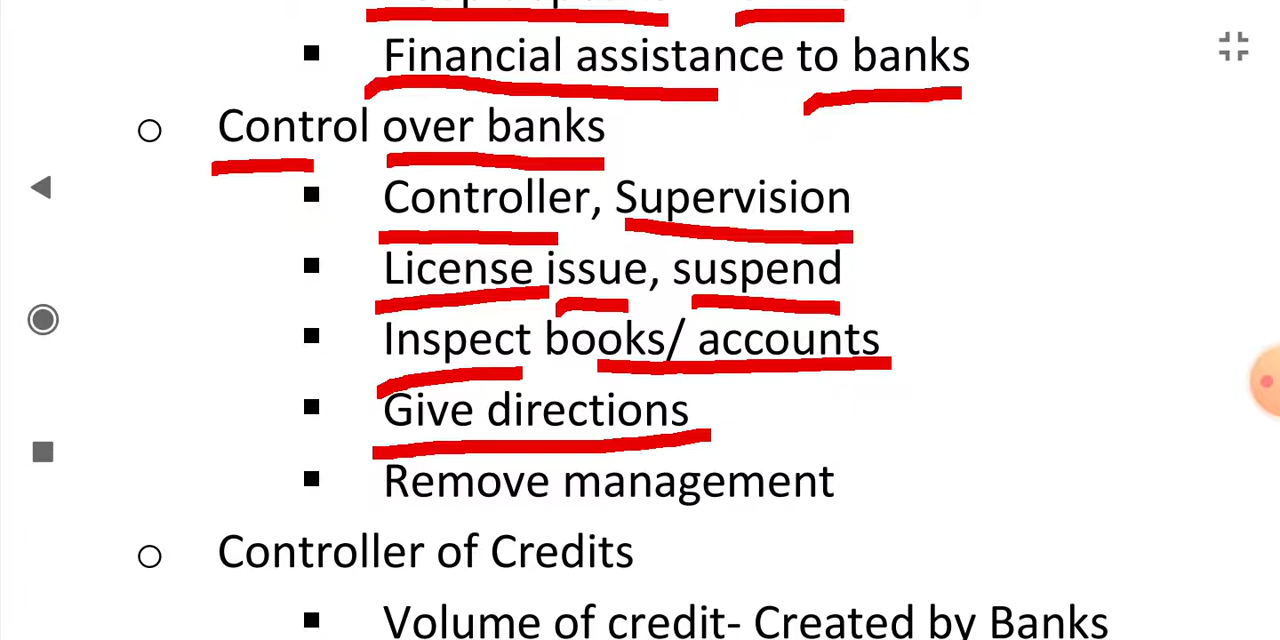 Financial assistance to banks
Control over banks
Controller, Supervision
License issue, suspend
Inspect books/ accounts
Give directions
Remove management
Controller of Credits
Volume of credit- Created by Banks